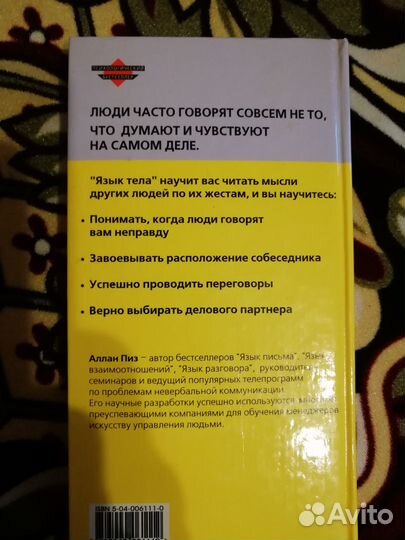 ПСИХОЛОГИЧЕСКИЙ
БЕСТСЕЛЛЕР
ЛЮДИ ЧАСТО ГОВОРЯТ СОВСЕМ НЕ ТО,
ЧТО ДУМАЮТ И ЧУВСТВУЮТ
НА САМОМ ДЕЛЕ.
"Язык тела" научит вас читать мысли
других людей по их жестам, и вы научитесь:
• Понимать, когда люди говорят
вам неправду
• Завоевывать расположение собеседника
• Успешно проводить переговоры
• Верно выбирать делового партнера
Аллан Пиз – автор бестселлеров "Язык письма", "Язык
взаимоотношений", "Язык разговора", руководитель
семинаров и ведущий популярных телепрограмм
по проблемам невербальной коммуникации.
Его научные разработки успешно используются многими
преуспевающими компаниями для обучения менеджеров
искусству управления людьми.
ISBN 5-04-006111-0
Avito